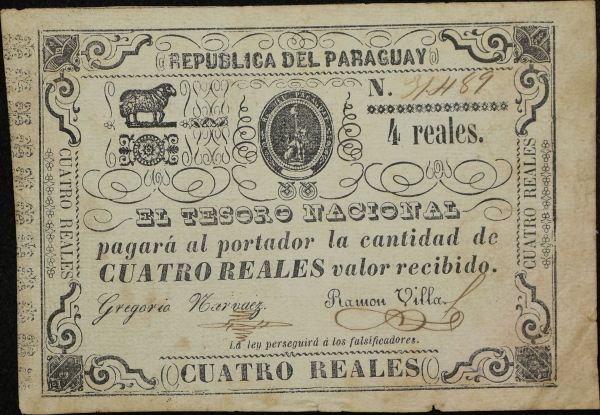 REPUBLICA DEL PARAGUAY
N. 
4 reales.
EL TESORO NACIONAL
pagará al portador la cantidad de
CUATRO REALES valor recibido.
Gregorio Narvaez. Ramon Villa
La ley perseguirá á los falsificadores.
CUATRO REALES
CUATRO REALES
CUATRO REALES